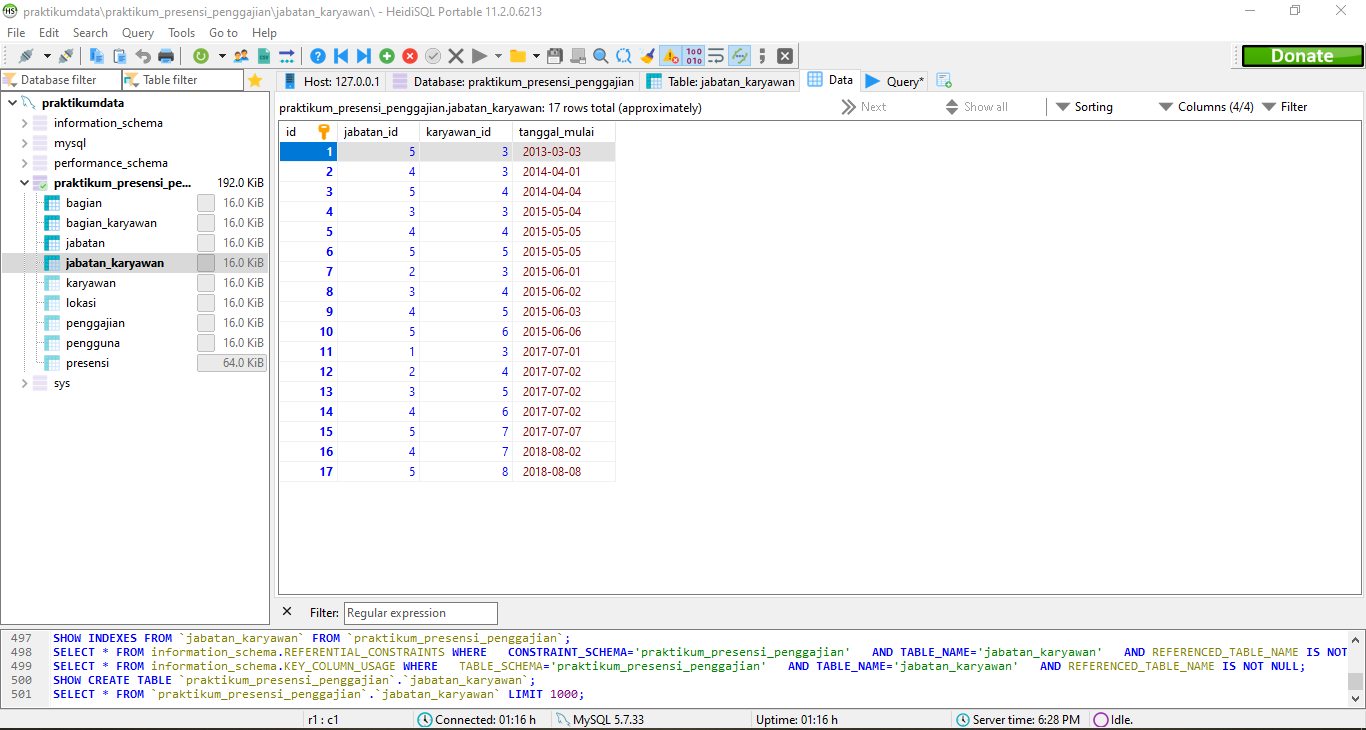 praktikumdata\praktikum_presensi_penggajian\jabatan_karyawan\ - HeidiSQL Portable 11.2.0.6213
File Edit Search Query Tools Go to Help
Donate
Database filter Table filter
Host: 127.0.0.1 Database: praktikum_presensi_penggajian Table: jabatan_karyawan Data Query*
praktikumdata
information_schema
mysql
performance_schema
praktikum_presensi_pe... 192.0 KiB
bagian 16.0 KiB
bagian_karyawan 16.0 KiB
jabatan 16.0 KiB
jabatan_karyawan 16.0 KiB
karyawan 16.0 KiB
lokasi 16.0 KiB
penggajian 16.0 KiB
pengguna 16.0 KiB
presensi 64.0 KiB
sys
praktikum_presensi_penggajian.jabatan_karyawan: 17 rows total (approximately) Next Show all Sorting Columns (4/4) Filter
id jabatan_id karyawan_id tanggal_mulai
1 5 3 2013-03-03
2 4 3 2014-04-01
3 5 4 2014-04-04
4 3 3 2015-05-04
5 4 4 2015-05-05
6 5 5 2015-05-05
7 2 3 2015-06-01
8 3 4 2015-06-02
9 4 5 2015-06-03
10 5 6 2015-06-06
11 1 3 2017-07-01
12 2 4 2017-07-02
13 3 5 2017-07-02
14 4 6 2017-07-02
15 5 7 2017-07-07
16 4 7 2018-08-02
17 5 8 2018-08-08
Filter: Regular expression
497 SHOW INDEXES FROM `jabatan_karyawan` FROM `praktikum_presensi_penggajian`;
498 SELECT * FROM information_schema.REFERENTIAL_CONSTRAINTS WHERE CONSTRAINT_SCHEMA='praktikum_presensi_penggajian' AND TABLE_NAME='jabatan_karyawan' AND REFERENCED_TABLE_NAME IS NOT
499 SELECT * FROM information_schema.KEY_COLUMN_USAGE WHERE TABLE_SCHEMA='praktikum_presensi_penggajian' AND TABLE_NAME='jabatan_karyawan' AND REFERENCED_TABLE_NAME IS NOT NULL;
500 SHOW CREATE TABLE `praktikum_presensi_penggajian`.`jabatan_karyawan`;
501 SELECT * FROM `praktikum_presensi_penggajian`.`jabatan_karyawan` LIMIT 1000;
r1 : c1 Connected: 01:16 h MySQL 5.7.33 Uptime: 01:16 h Server time: 6:28 PM Idle.